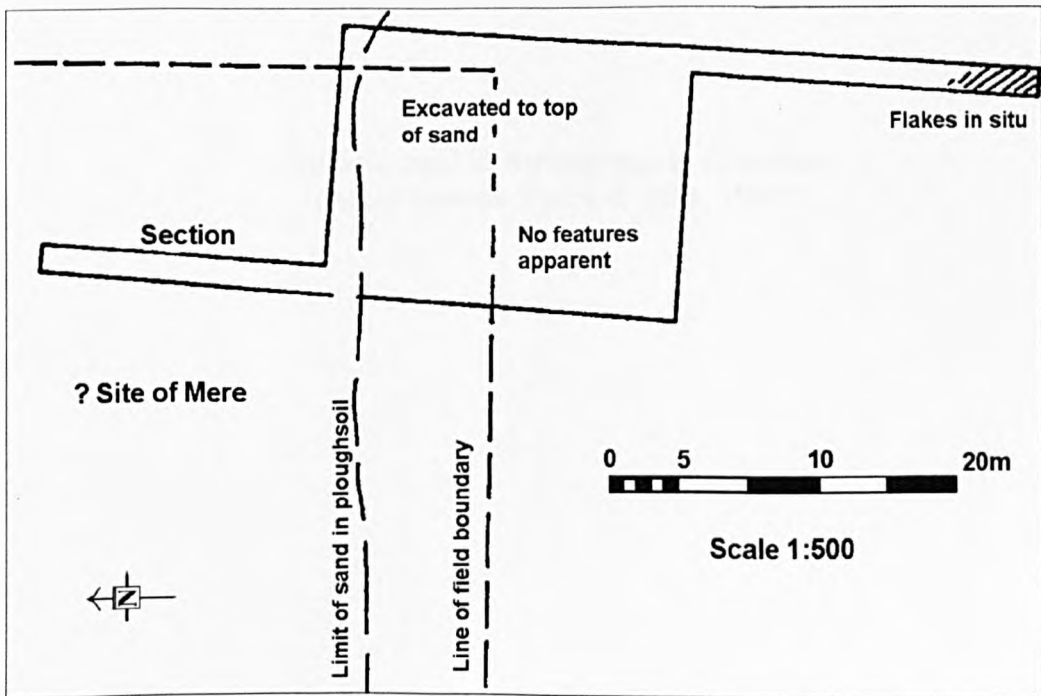 Excavated to top
of sand
Flakes in situ
Section
No features
apparent
? Site of Mere
Limit of sand in ploughsoil
Line of field boundary
0 5 10 20m
Scale 1:500
N